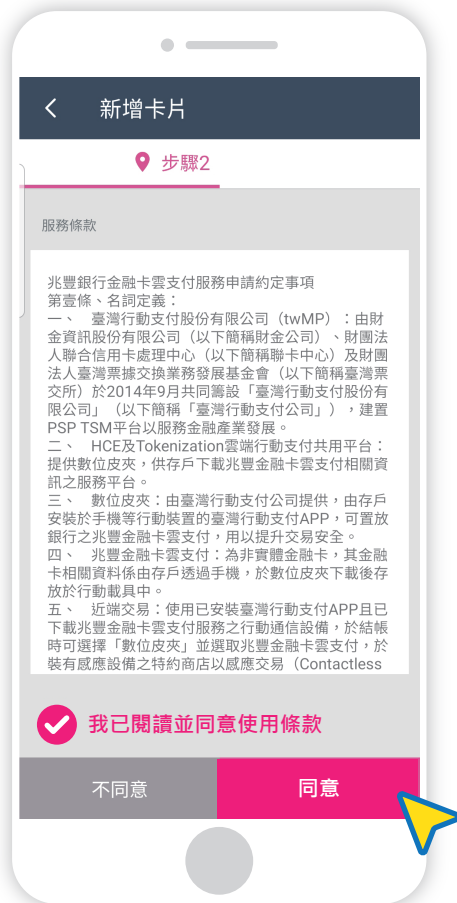 新增卡片
步驟2
服務條款
兆豐銀行金融卡雲支付服務申請約定事項
第壹條、名詞定義：
一、　臺灣行動支付股份有限公司（twMP）：由財
金資訊股份有限公司（以下簡稱財金公司）、財團法
人聯合信用卡處理中心（以下簡稱聯卡中心）及財團
法人臺灣票據交換業務發展基金會（以下簡稱臺灣票
交所）於2014年9月共同籌設「臺灣行動支付股份有
限公司」（以下簡稱「臺灣行動支付公司」），建置
PSP TSM平台以服務金融產業發展。
二、　HCE及Tokenization雲端行動支付共用平台：
提供數位皮夾，供存戶下載兆豐金融卡雲支付相關資
訊之服務平台。
三、　數位皮夾：由臺灣行動支付公司提供，由存戶
安裝於手機等行動裝置的臺灣行動支付APP，可置放
銀行之兆豐金融卡雲支付，用以提升交易安全。
四、　兆豐金融卡雲支付：為非實體金融卡，其金融
卡相關資料係由存戶透過手機，於數位皮夾下載後存
放於行動載具中。
五、　近端交易：使用已安裝臺灣行動支付APP且已
下載兆豐金融卡雲支付服務之行動通信設備，於結帳
時可選擇「數位皮夾」並選取兆豐金融卡雲支付，於
裝有感應設備之特約商店以感應交易（Contactless
我已閱讀並同意使用條款
不同意
同意